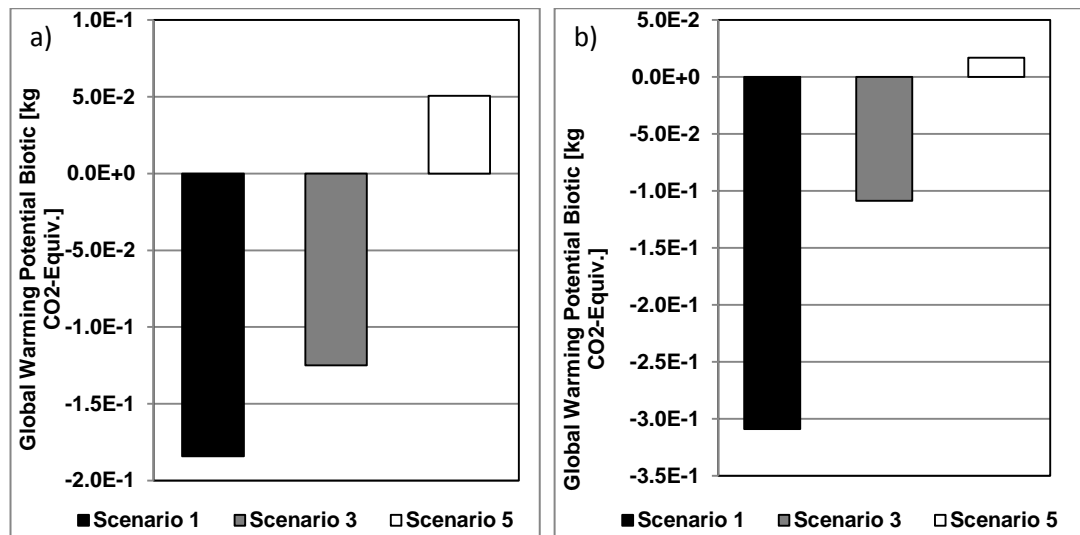 a)
Global Warming Potential Biotic [kg
CO2-Equiv.]
1.0E-1
5.0E-2
0.0E+0
-5.0E-2
-1.0E-1
-1.5E-1
-2.0E-1
Scenario 1 Scenario 3 Scenario 5
b)
Global Warming Potential Biotic [kg
CO2-Equiv.]
5.0E-2
0.0E+0
-5.0E-2
-1.0E-1
-1.5E-1
-2.0E-1
-2.5E-1
-3.0E-1
-3.5E-1
Scenario 1 Scenario 3 Scenario 5